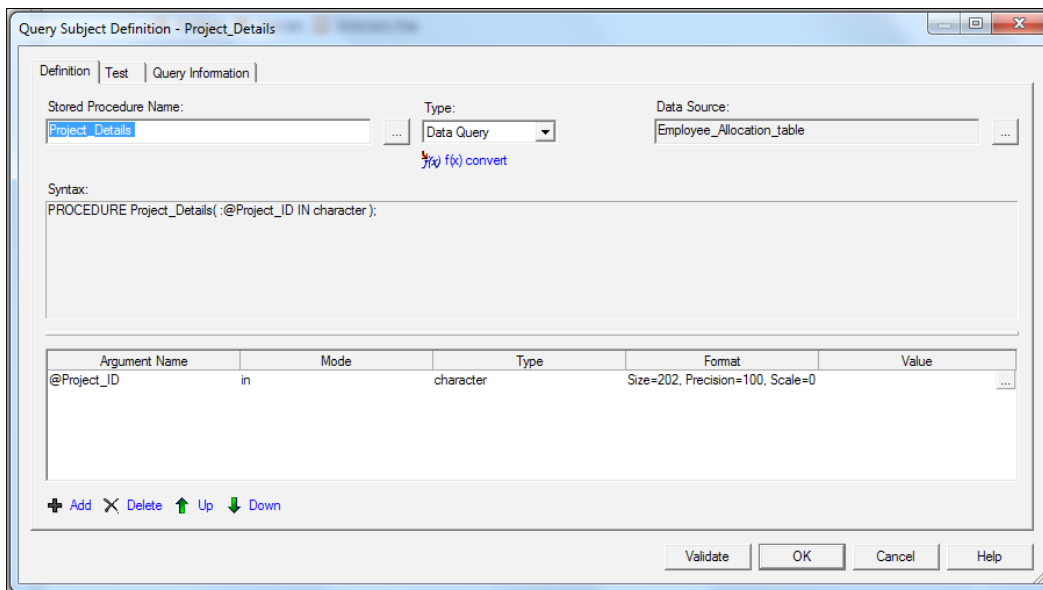 Query Subject Definition - Project_Details
Definition Test Query Information
Stored Procedure Name: Type: Data Source:
Project_Details ... Data Query Employee_Allocation_table ...
f(x) f(x) convert
Syntax:
PROCEDURE Project_Details( :@Project_ID IN character );
Argument Name Mode Type Format Value
@Project_ID in character Size=202, Precision=100, Scale=0 ...
Add Delete Up Down
Validate OK Cancel Help